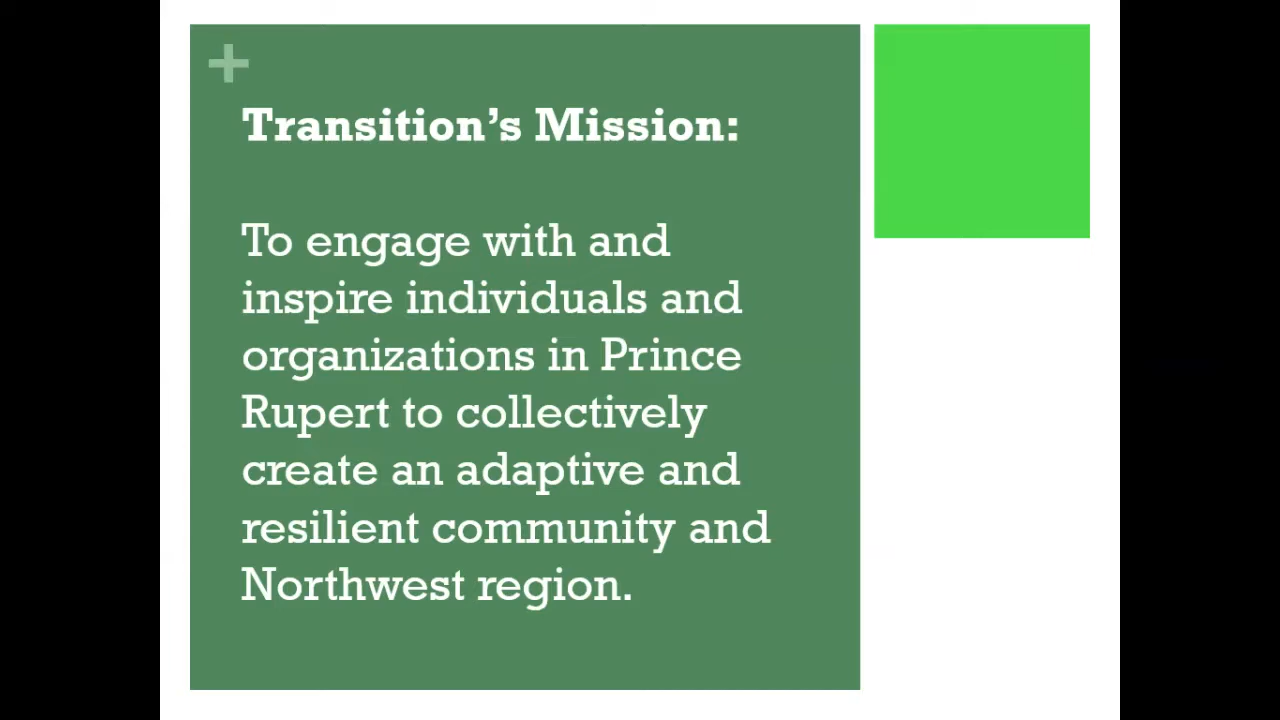 +
Transition’s Mission:
To engage with and
inspire individuals and
organizations in Prince
Rupert to collectively
create an adaptive and
resilient community and
Northwest region.